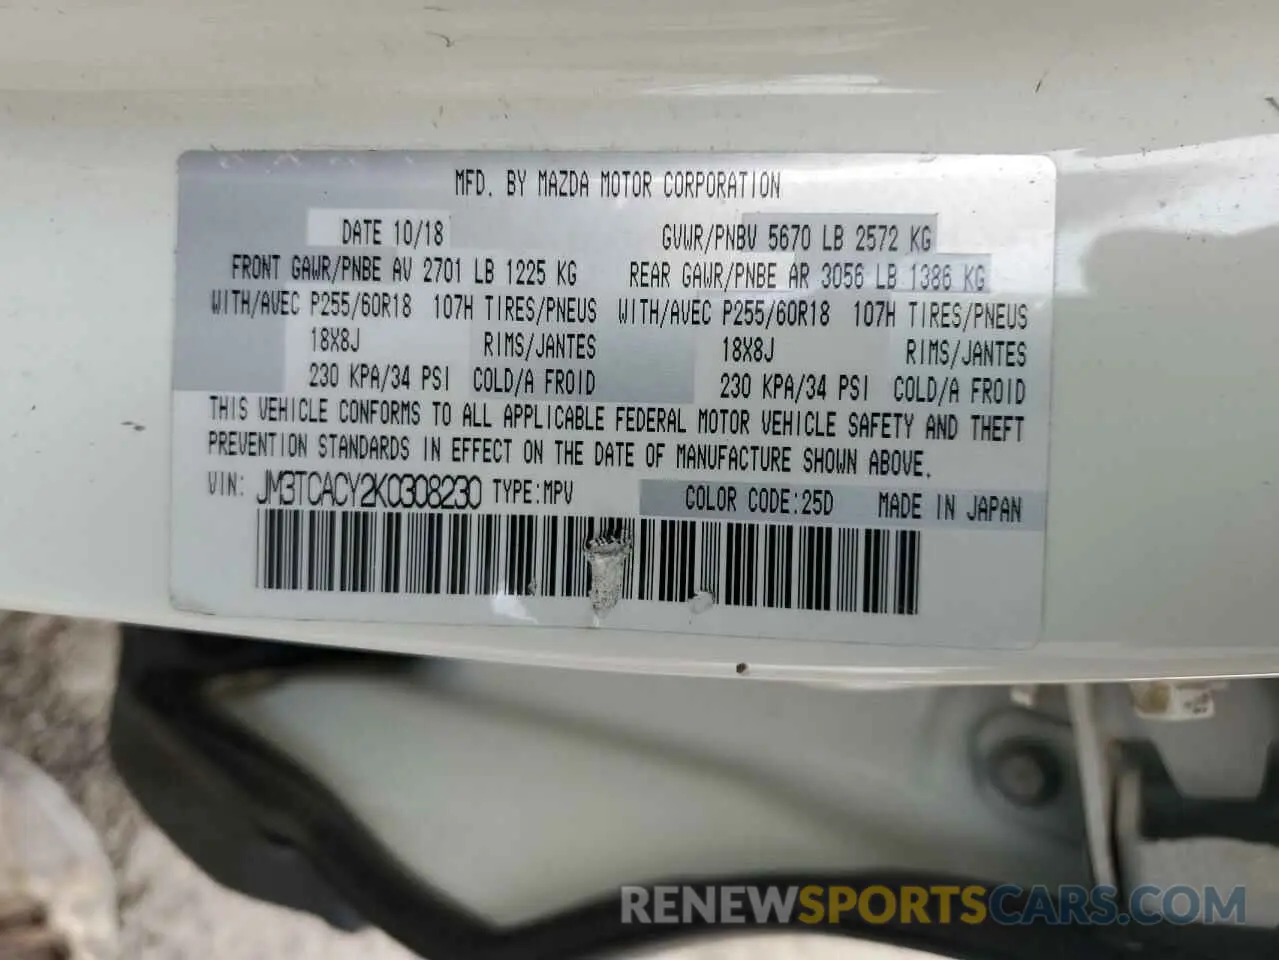 MFD. BY MAZDA MOTOR CORPORATION
DATE 10/18 GVWR/PNBV 5670 LB 2572 KG
FRONT GAWR/PNBE AV 2701 LB 1225 KG REAR GAWR/PNBE AR 3056 LB 1386 KG
WITH/AVEC P255/60R18 107H TIRES/PNEUS WITH/AVEC P255/60R18 107H TIRES/PNEUS
18X8J RIMS/JANTES 18X8J RIMS/JANTES
230 KPA/34 PSI COLD/A FROID 230 KPA/34 PSI COLD/A FROID
THIS VEHICLE CONFORMS TO ALL APPLICABLE FEDERAL MOTOR VEHICLE SAFETY AND THEFT
PREVENTION STANDARDS IN EFFECT ON THE DATE OF MANUFACTURE SHOWN ABOVE.
VIN: JM3TCACY2K0308230 TYPE:MPV COLOR CODE:25D MADE IN JAPAN
RENEWSPORTSCARS.COM